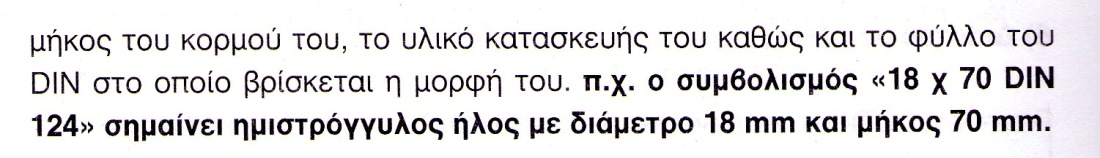 μήκος του κορμού του, το υλικό κατασκευής του καθώς και το φύλλο του
DIN στο οποίο βρίσκεται η μορφή του. π.χ. ο συμβολισμός «18 χ 70 DIN
124» σημαίνει ημιστρόγγυλος ήλος με διάμετρο 18 mm και μήκος 70 mm.